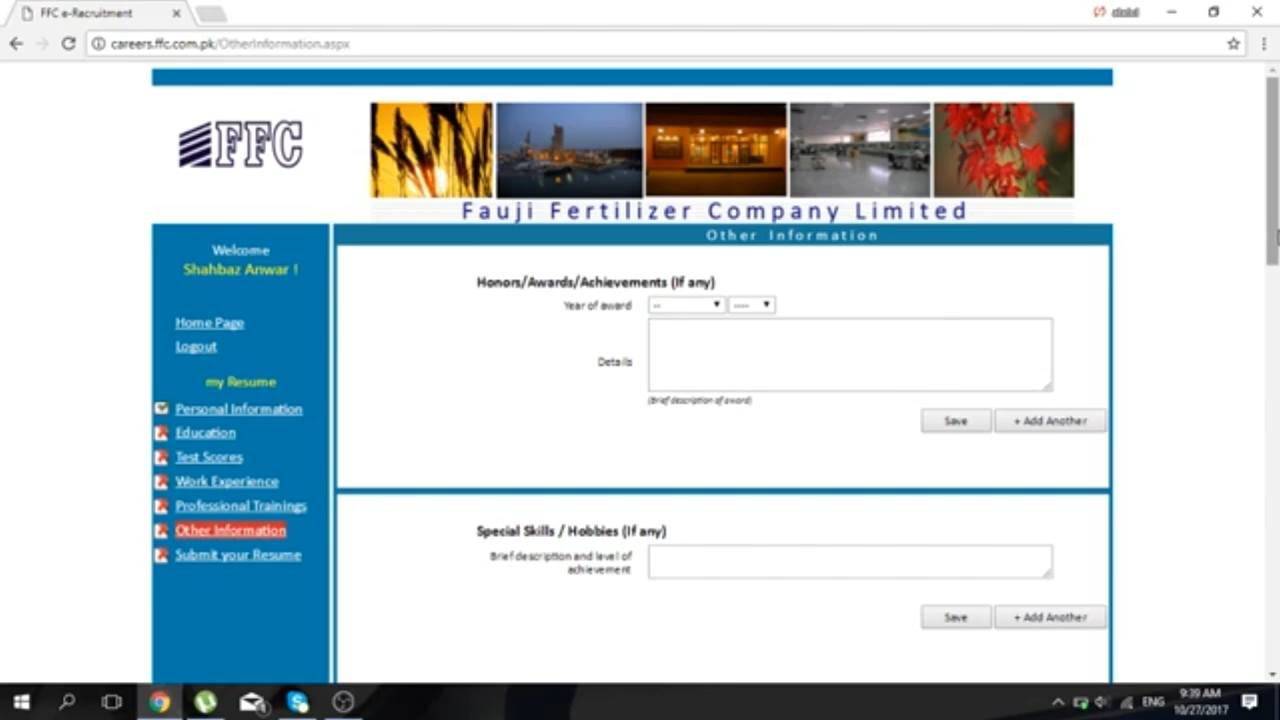 FFC e-Recruitment
careers.ffc.com.pk/OtherInformation.aspx
FFC
Fauji Fertilizer Company Limited
Welcome
Shahbaz Anwar !
Home Page
Logout
my Resume
Personal Information
Education
Test Scores
Work Experience
Professional Trainings
Other Information
Submit your Resume
Other Information
Honors/Awards/Achievements (If any)
Year of award
--
----
Details
(Brief description of award)
Save
+ Add Another
Special Skills / Hobbies (If any)
Brief description and level of
achievement
Save
+ Add Another
ENG
9:39 AM
10/27/2017